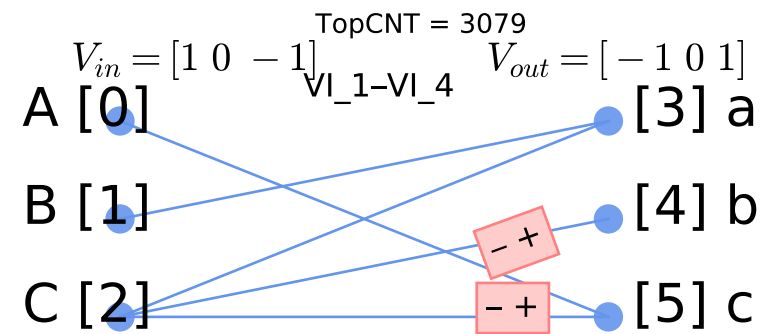 TopCNT = 3079
V_in = [1 0 −1] V_out = [−1 0 1]
VI_1–VI_4
A [0] [3] a
B [1] [4] b
− +
C [2] − + [5] c